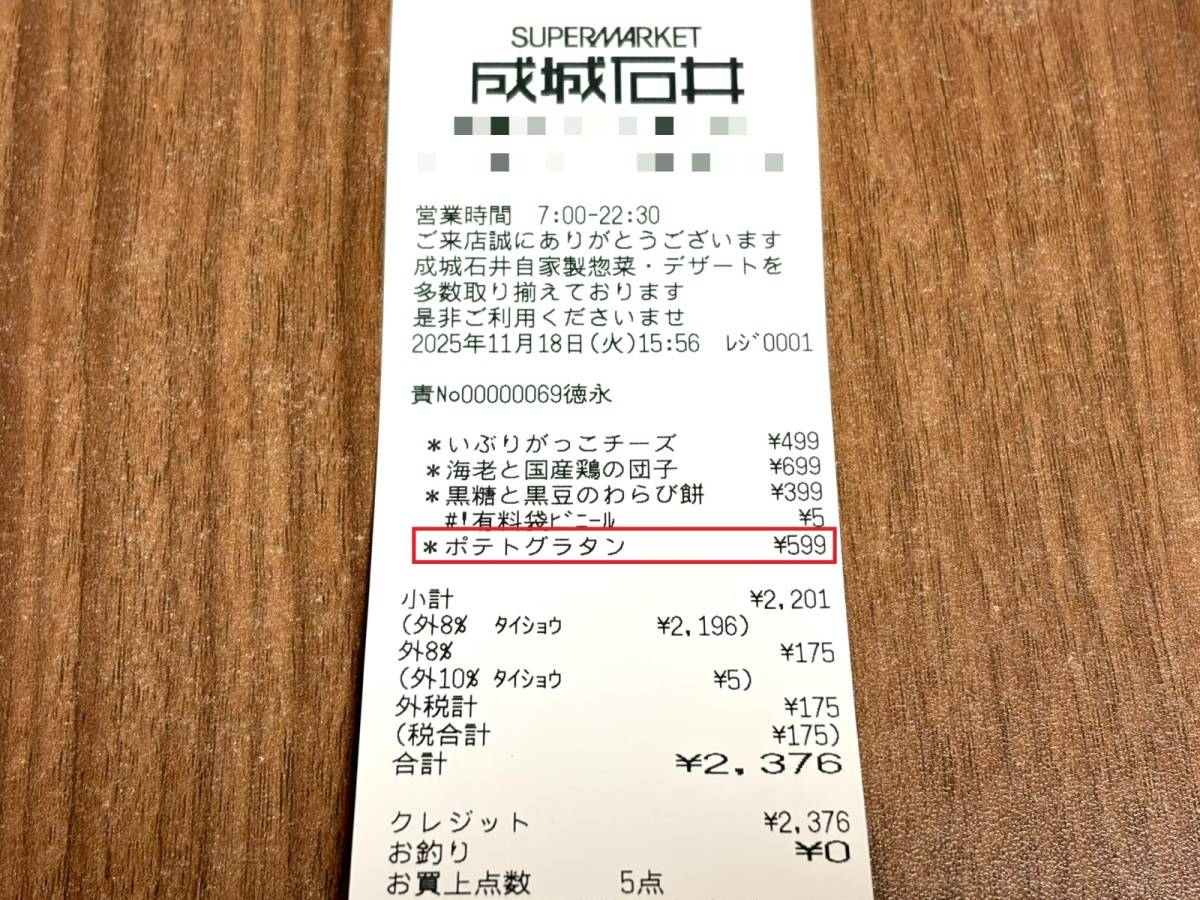 SUPERMARKET
成城石井
営業時間 7:00-22:30
ご来店誠にありがとうございます
成城石井自家製惣菜・デザートを
多数取り揃えております
是非ご利用くださいませ
2025年11月18日(火)15:56 ﾚｼﾞ0001
責No00000069徳永
*いぶりがっこチーズ ¥499
*海老と国産鶏の団子 ¥699
*黒糖と黒豆のわらび餅 ¥399
#!有料袋ﾋﾞﾆｰﾙ ¥5
*ポテトグラタン ¥599
小計 ¥2,201
(外8% ﾀｲｼｮｳ ¥2,196)
外8% ¥175
(外10% ﾀｲｼｮｳ ¥5)
外税計 ¥175
(税合計 ¥175)
合計 ¥2,376
クレジット ¥2,376
お釣り ¥0
お買上点数 5点